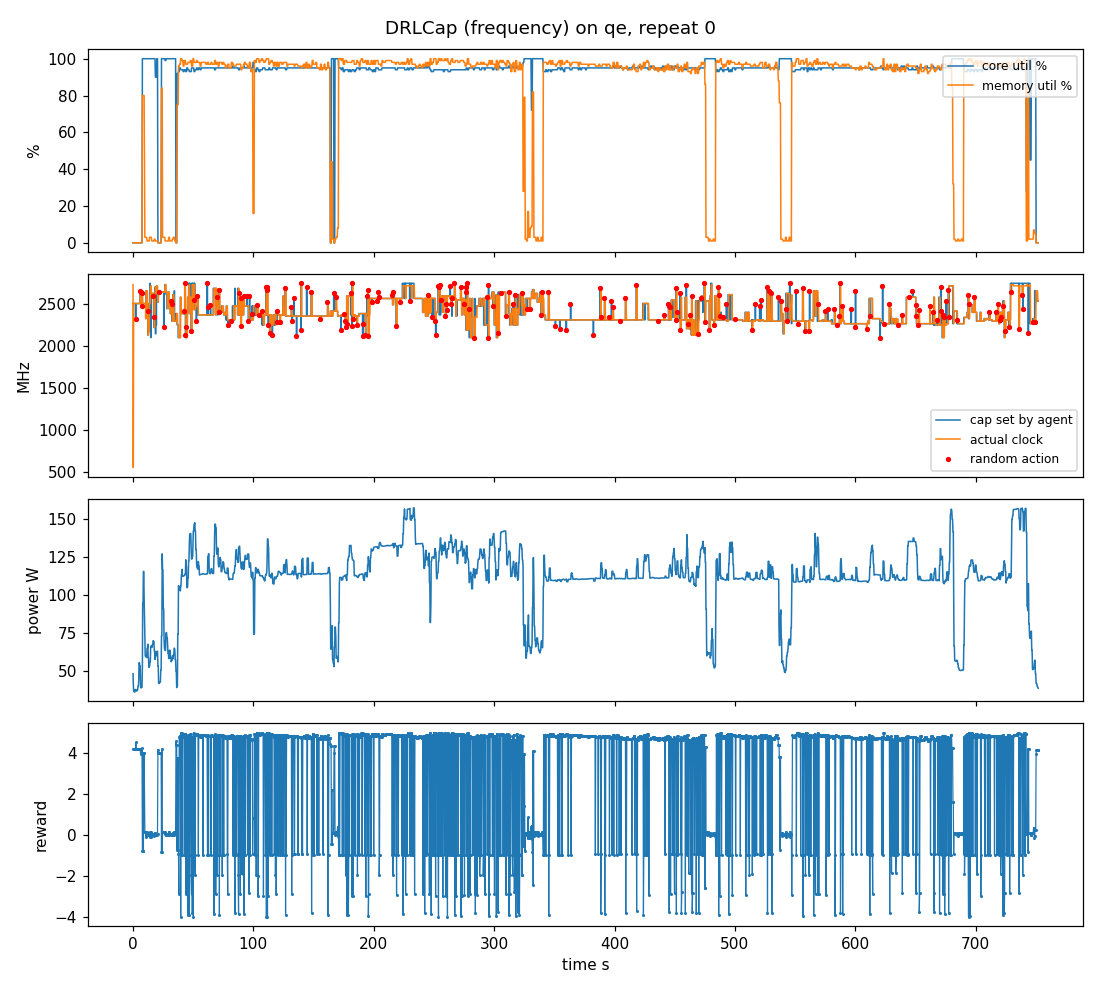 DRLCap (frequency) on qe, repeat 0
100
80
60
40
20
0
%
core util %
memory util %
2500
2000
1500
1000
500
MHz
cap set by agent
actual clock
random action
150
125
100
75
50
power W
4
2
0
−2
−4
reward
0 100 200 300 400 500 600 700
time s